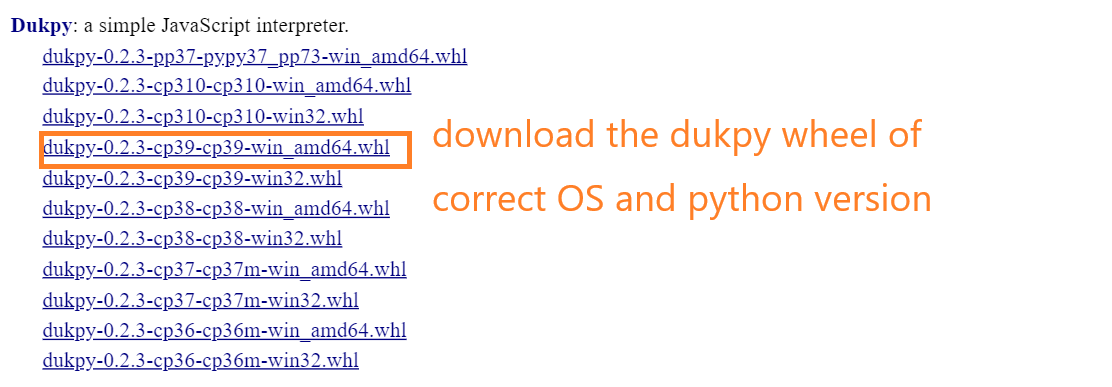 Dukpy: a simple JavaScript interpreter.
dukpy-0.2.3-pp37-pypy37_pp73-win_amd64.whl
dukpy-0.2.3-cp310-cp310-win_amd64.whl
dukpy-0.2.3-cp310-cp310-win32.whl
dukpy-0.2.3-cp39-cp39-win_amd64.whl
download the dukpy wheel of
dukpy-0.2.3-cp39-cp39-win32.whl
correct OS and python version
dukpy-0.2.3-cp38-cp38-win_amd64.whl
dukpy-0.2.3-cp38-cp38-win32.whl
dukpy-0.2.3-cp37-cp37m-win_amd64.whl
dukpy-0.2.3-cp37-cp37m-win32.whl
dukpy-0.2.3-cp36-cp36m-win_amd64.whl
dukpy-0.2.3-cp36-cp36m-win32.whl